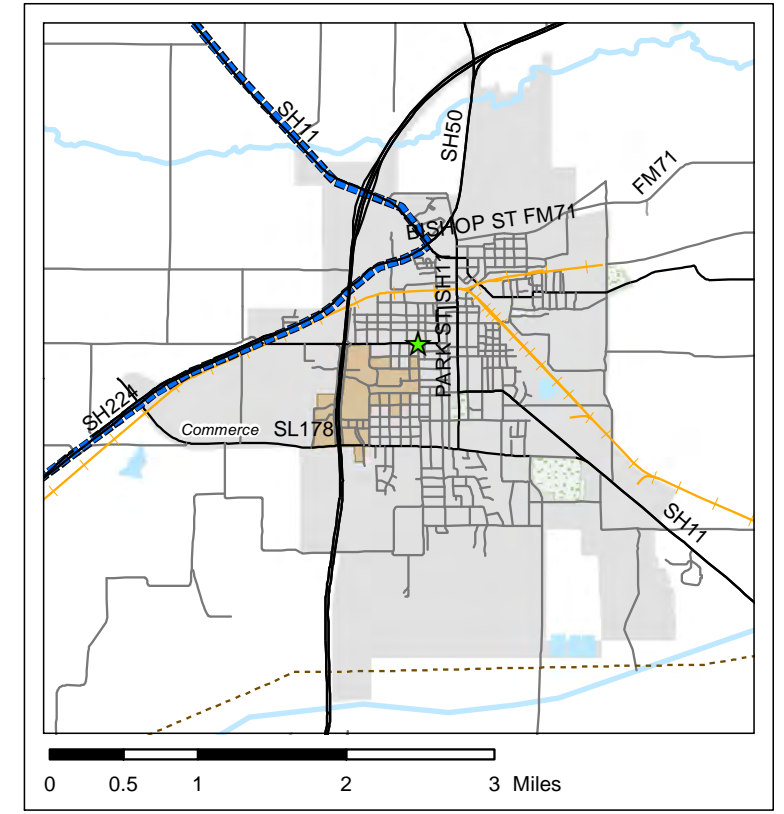 SH11
SH50
FM71
BISHOP ST FM71
PARK ST SH11
SH224
Commerce
SL178
SH11
0 0.5 1 2 3 Miles